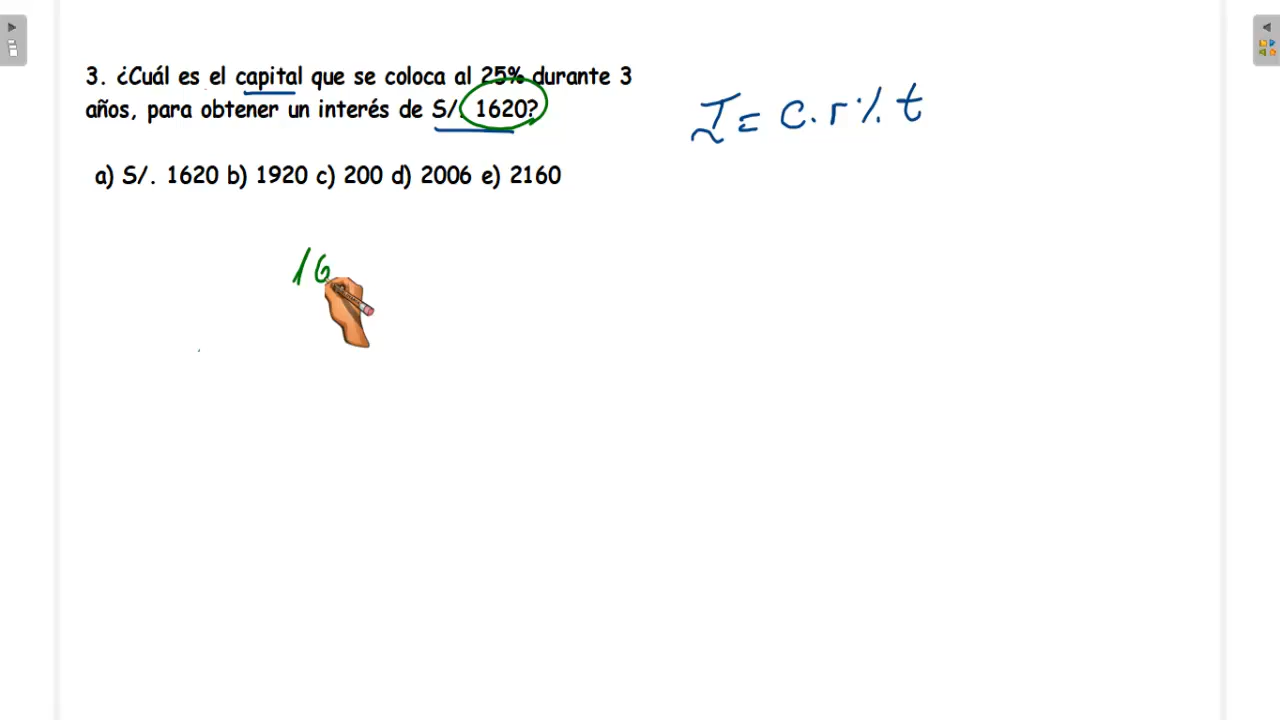 3. ¿Cuál es el capital que se coloca al 25% durante 3
años, para obtener un interés de S/. 1620?
I = C. r % t
a) S/. 1620 b) 1920 c) 200 d) 2006 e) 2160
16